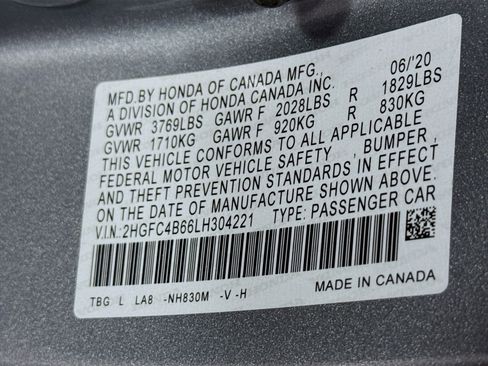 MFD.BY HONDA OF CANADA MFG., 06/'20
A DIVISION OF HONDA CANADA INC.
GVWR 3769LBS GAWR F 2028LBS R 1829LBS
GVWR 1710KG GAWR F 920KG R 830KG
THIS VEHICLE CONFORMS TO ALL APPLICABLE
FEDERAL MOTOR VEHICLE SAFETY , BUMPER ,
AND THEFT PREVENTION STANDARDS IN EFFECT
ON THE DATE OF MANUFACTURE SHOWN ABOVE.
V.I.N: 2HGFC4B66LH304221 TYPE: PASSENGER CAR
TBG L LA8 -NH830M -V -H MADE IN CANADA